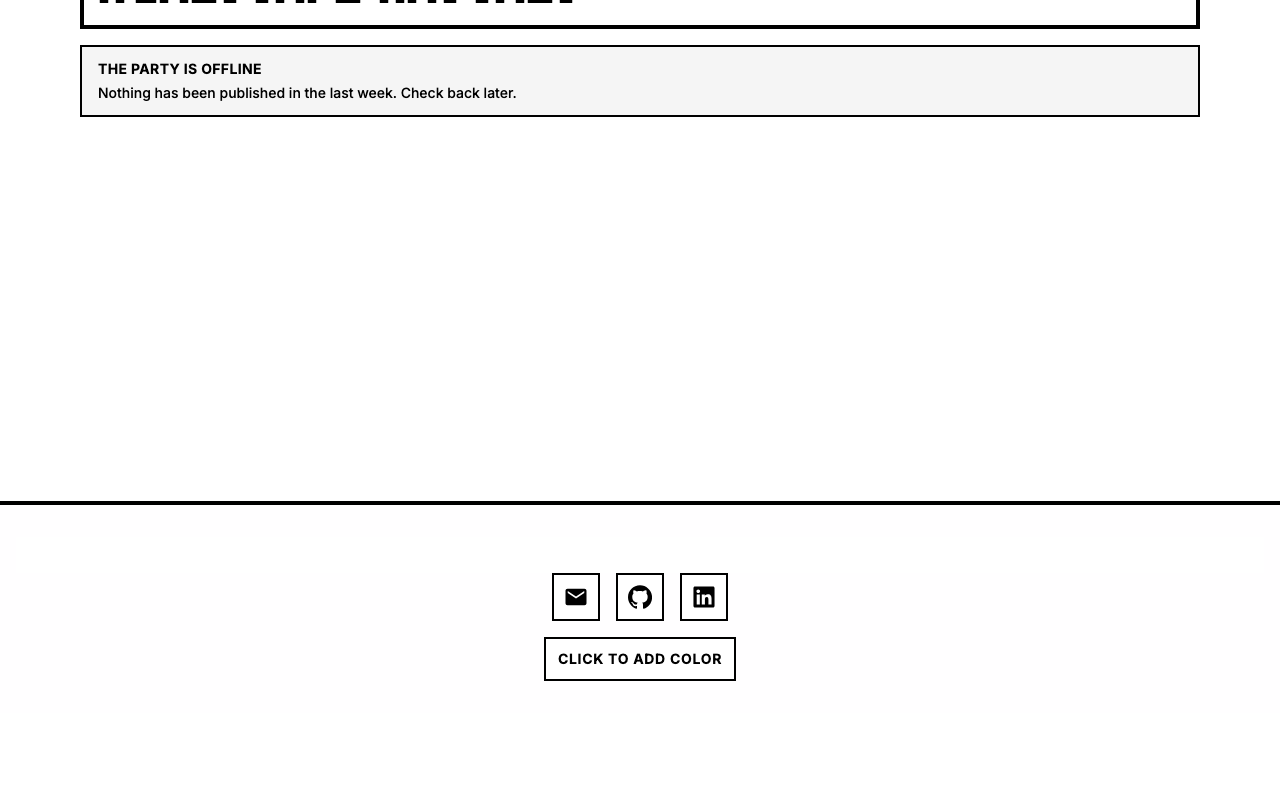 THE PARTY IS OFFLINE
Nothing has been published in the last week. Check back later.
CLICK TO ADD COLOR